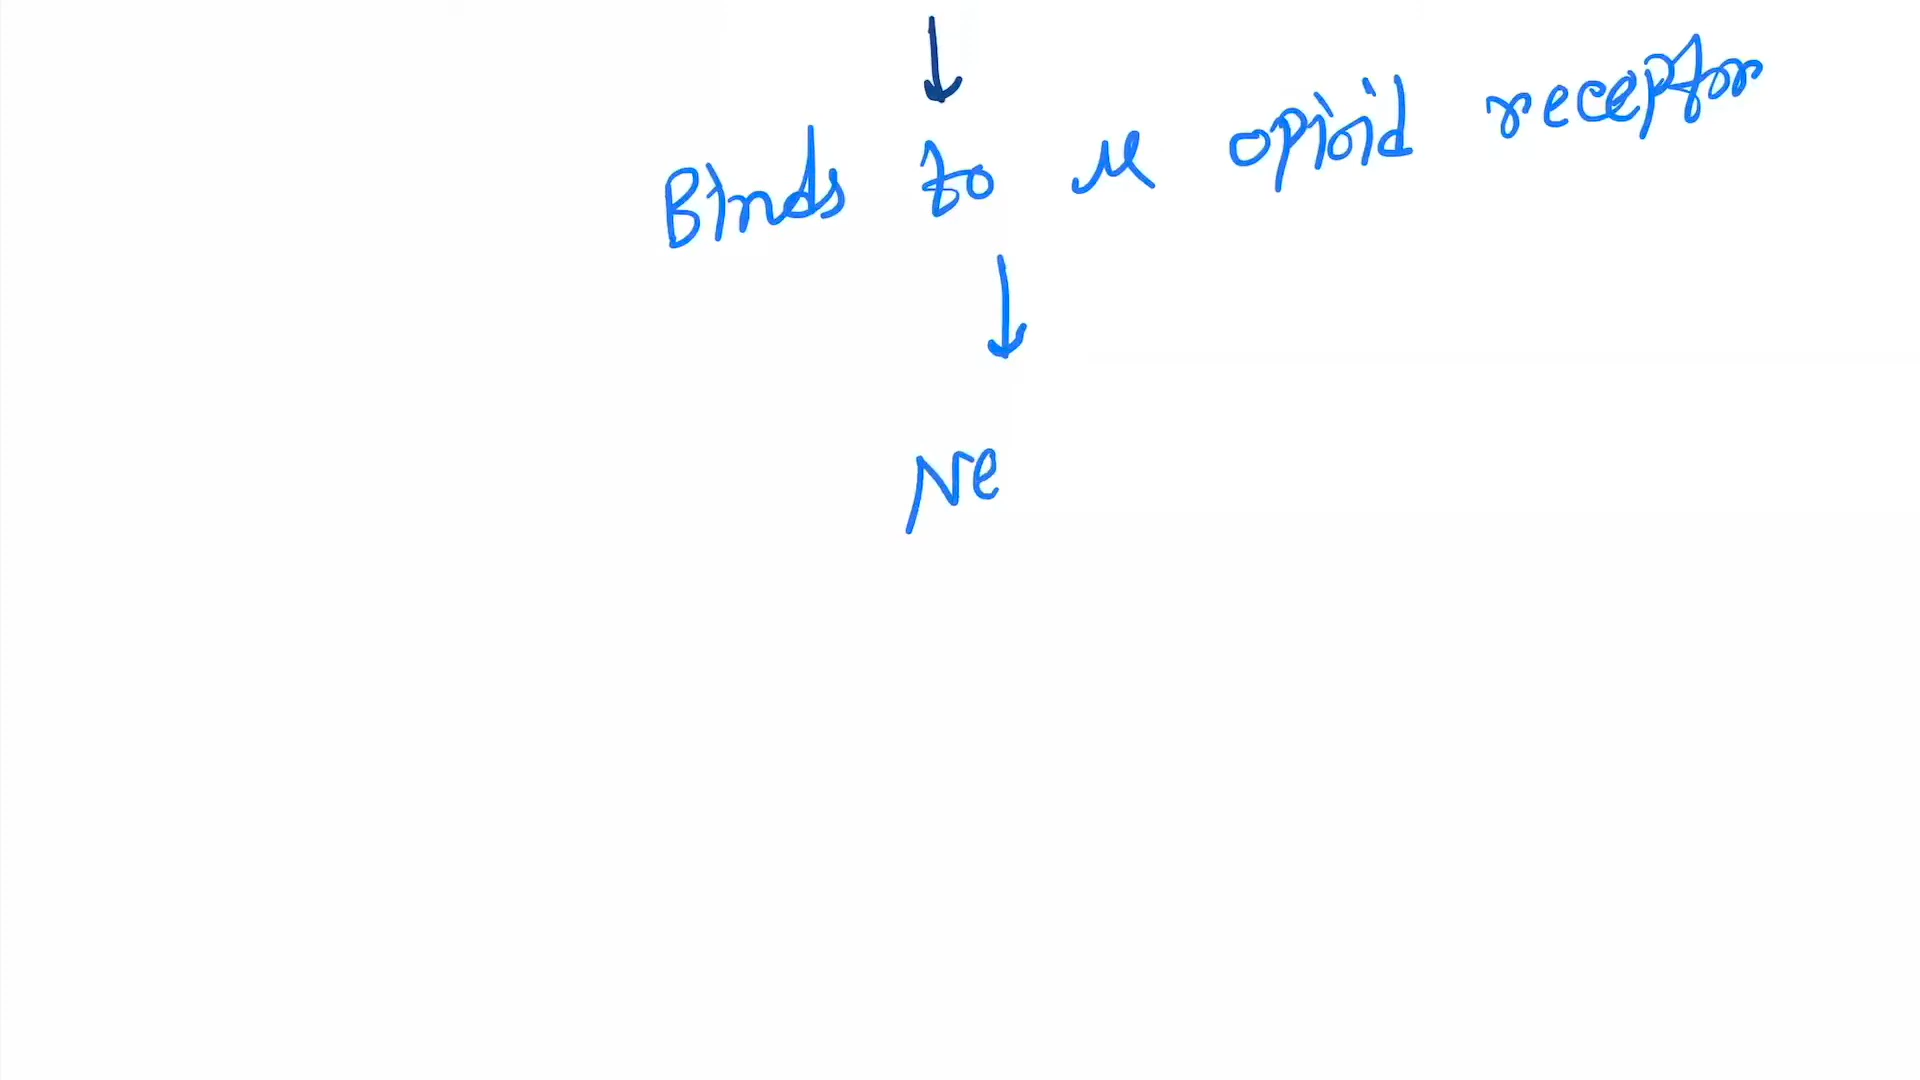 Binds to μ opioid receptor
Ne